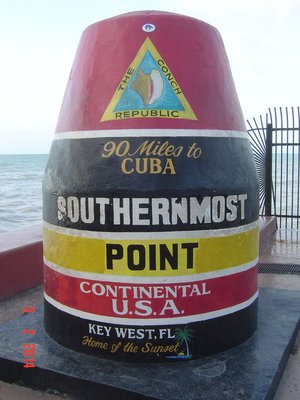 THE CONCH
REPUBLIC
90 Miles to
CUBA
SOUTHERNMOST
POINT
CONTINENTAL
U.S.A.
KEY WEST, FL
Home of the Sunset